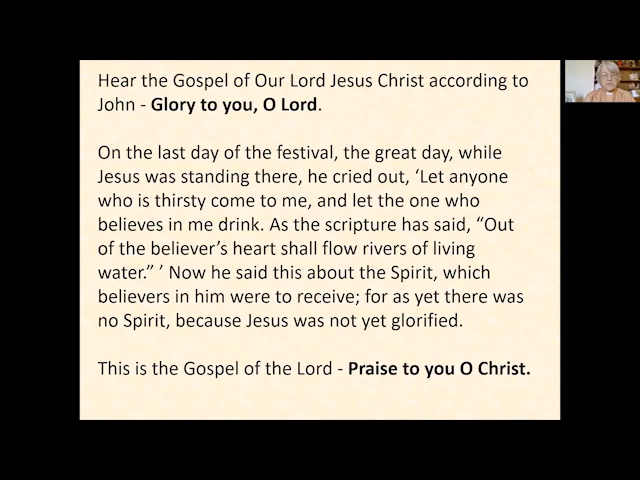 Hear the Gospel of Our Lord Jesus Christ according to
John - Glory to you, O Lord.
On the last day of the festival, the great day, while
Jesus was standing there, he cried out, ‘Let anyone
who is thirsty come to me, and let the one who
believes in me drink. As the scripture has said, “Out
of the believer’s heart shall flow rivers of living
water.” ’ Now he said this about the Spirit, which
believers in him were to receive; for as yet there was
no Spirit, because Jesus was not yet glorified.
This is the Gospel of the Lord - Praise to you O Christ.